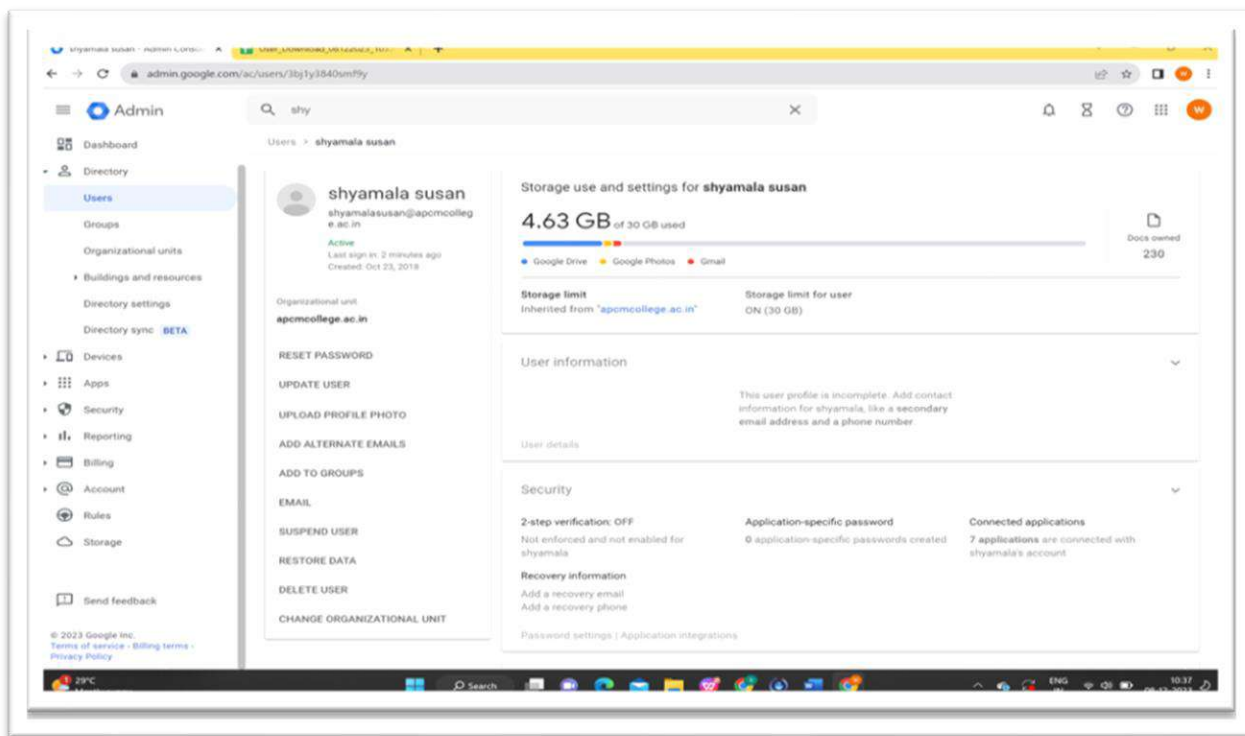 shyamala susan - Admin Consol
User_Download_08122023_103
admin.google.com/ac/users/3bj1y3840smf9y
Admin
shy
W
Dashboard
Directory
Users
Groups
Organizational units
Buildings and resources
Directory settings
Directory sync BETA
Devices
Apps
Security
Reporting
Billing
Account
Rules
Storage
Send feedback
© 2023 Google Inc.
Terms of service - Billing terms -
Privacy Policy
Users > shyamala susan
shyamala susan
shyamalasusan@apcmcolleg
e.ac.in
Active
Last sign in: 2 minutes ago
Created: Oct 23, 2018
Organizational unit
apcmcollege.ac.in
RESET PASSWORD
UPDATE USER
UPLOAD PROFILE PHOTO
ADD ALTERNATE EMAILS
ADD TO GROUPS
EMAIL
SUSPEND USER
RESTORE DATA
DELETE USER
CHANGE ORGANIZATIONAL UNIT
Storage use and settings for shyamala susan
4.63 GB of 30 GB used
Google Drive Google Photos Gmail
Docs owned
230
Storage limit
Inherited from "apcmcollege.ac.in"
Storage limit for user
ON (30 GB)
User information
This user profile is incomplete. Add contact
information for shyamala, like a secondary
email address and a phone number
User details
Security
2-step verification: OFF
Not enforced and not enabled for
shyamala
Application-specific password
0 application-specific passwords created
Connected applications
7 applications are connected with
shyamala's account
Recovery information
Add a recovery email
Add a recovery phone
Password settings | Application integrations
29°C
Search
ENG
IN
10:37
08-12-2023